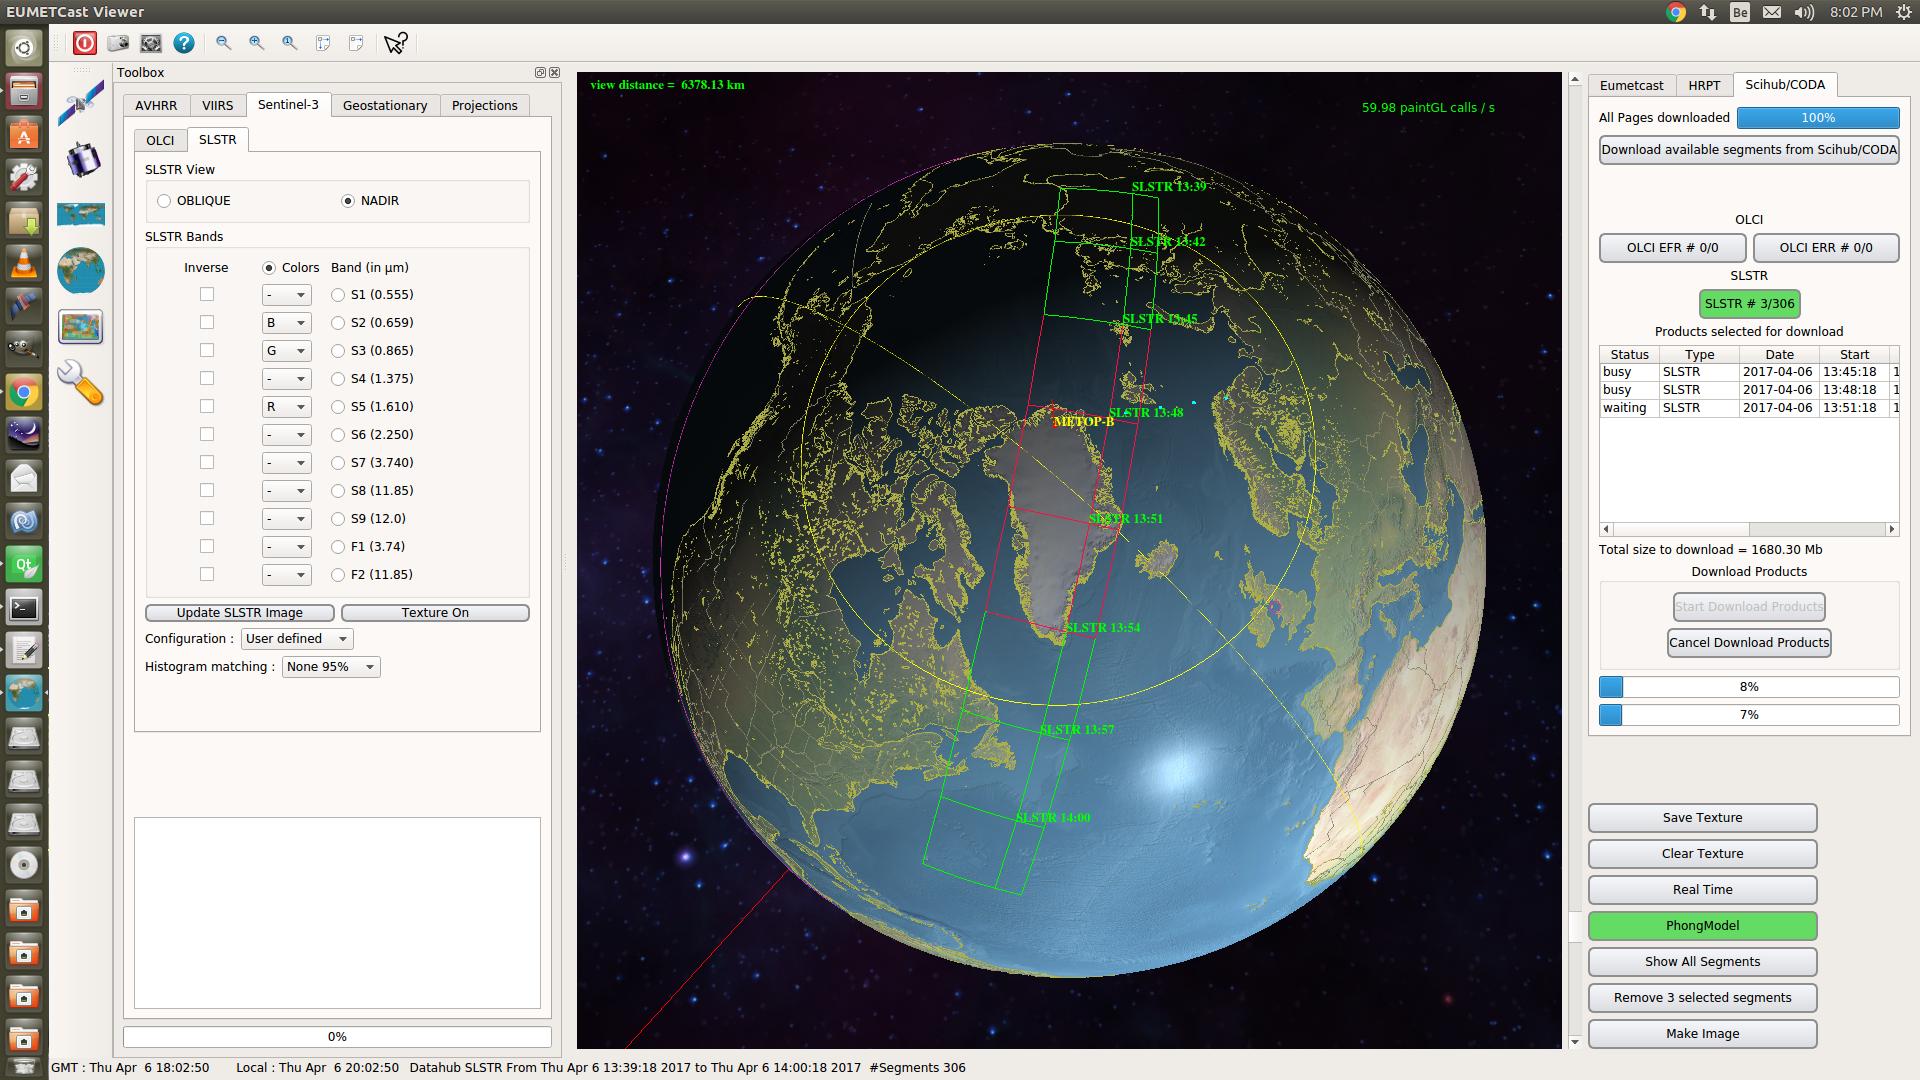 EUMETCast Viewer
Be
8:02 PM
Toolbox
AVHRR
VIIRS
Sentinel-3
Geostationary
Projections
OLCI
SLSTR
SLSTR View
OBLIQUE
NADIR
SLSTR Bands
Inverse
Colors
Band (in µm)
- S1 (0.555)
B S2 (0.659)
G S3 (0.865)
- S4 (1.375)
R S5 (1.610)
- S6 (2.250)
- S7 (3.740)
- S8 (11.85)
- S9 (12.0)
- F1 (3.74)
- F2 (11.85)
Update SLSTR Image
Texture On
Configuration : User defined
Histogram matching : None 95%
0%
view distance = 6378.13 km
59.98 paintGL calls / s
SLSTR 13:39
SLSTR 13:42
SLSTR 13:45
SLSTR 13:48
METOP-B
SLSTR 13:51
SLSTR 13:54
SLSTR 13:57
SLSTR 14:00
Eumetcast
HRPT
Scihub/CODA
All Pages downloaded 100%
Download available segments from Scihub/CODA
OLCI
OLCI EFR # 0/0
OLCI ERR # 0/0
SLSTR
SLSTR # 3/306
Products selected for download
Status Type Date Start
busy SLSTR 2017-04-06 13:45:18 1
busy SLSTR 2017-04-06 13:48:18 1
waiting SLSTR 2017-04-06 13:51:18 1
Total size to download = 1680.30 Mb
Download Products
Start Download Products
Cancel Download Products
8%
7%
Save Texture
Clear Texture
Real Time
PhongModel
Show All Segments
Remove 3 selected segments
Make Image
GMT : Thu Apr 6 18:02:50 Local : Thu Apr 6 20:02:50 Datahub SLSTR From Thu Apr 6 13:39:18 2017 to Thu Apr 6 14:00:18 2017 #Segments 306